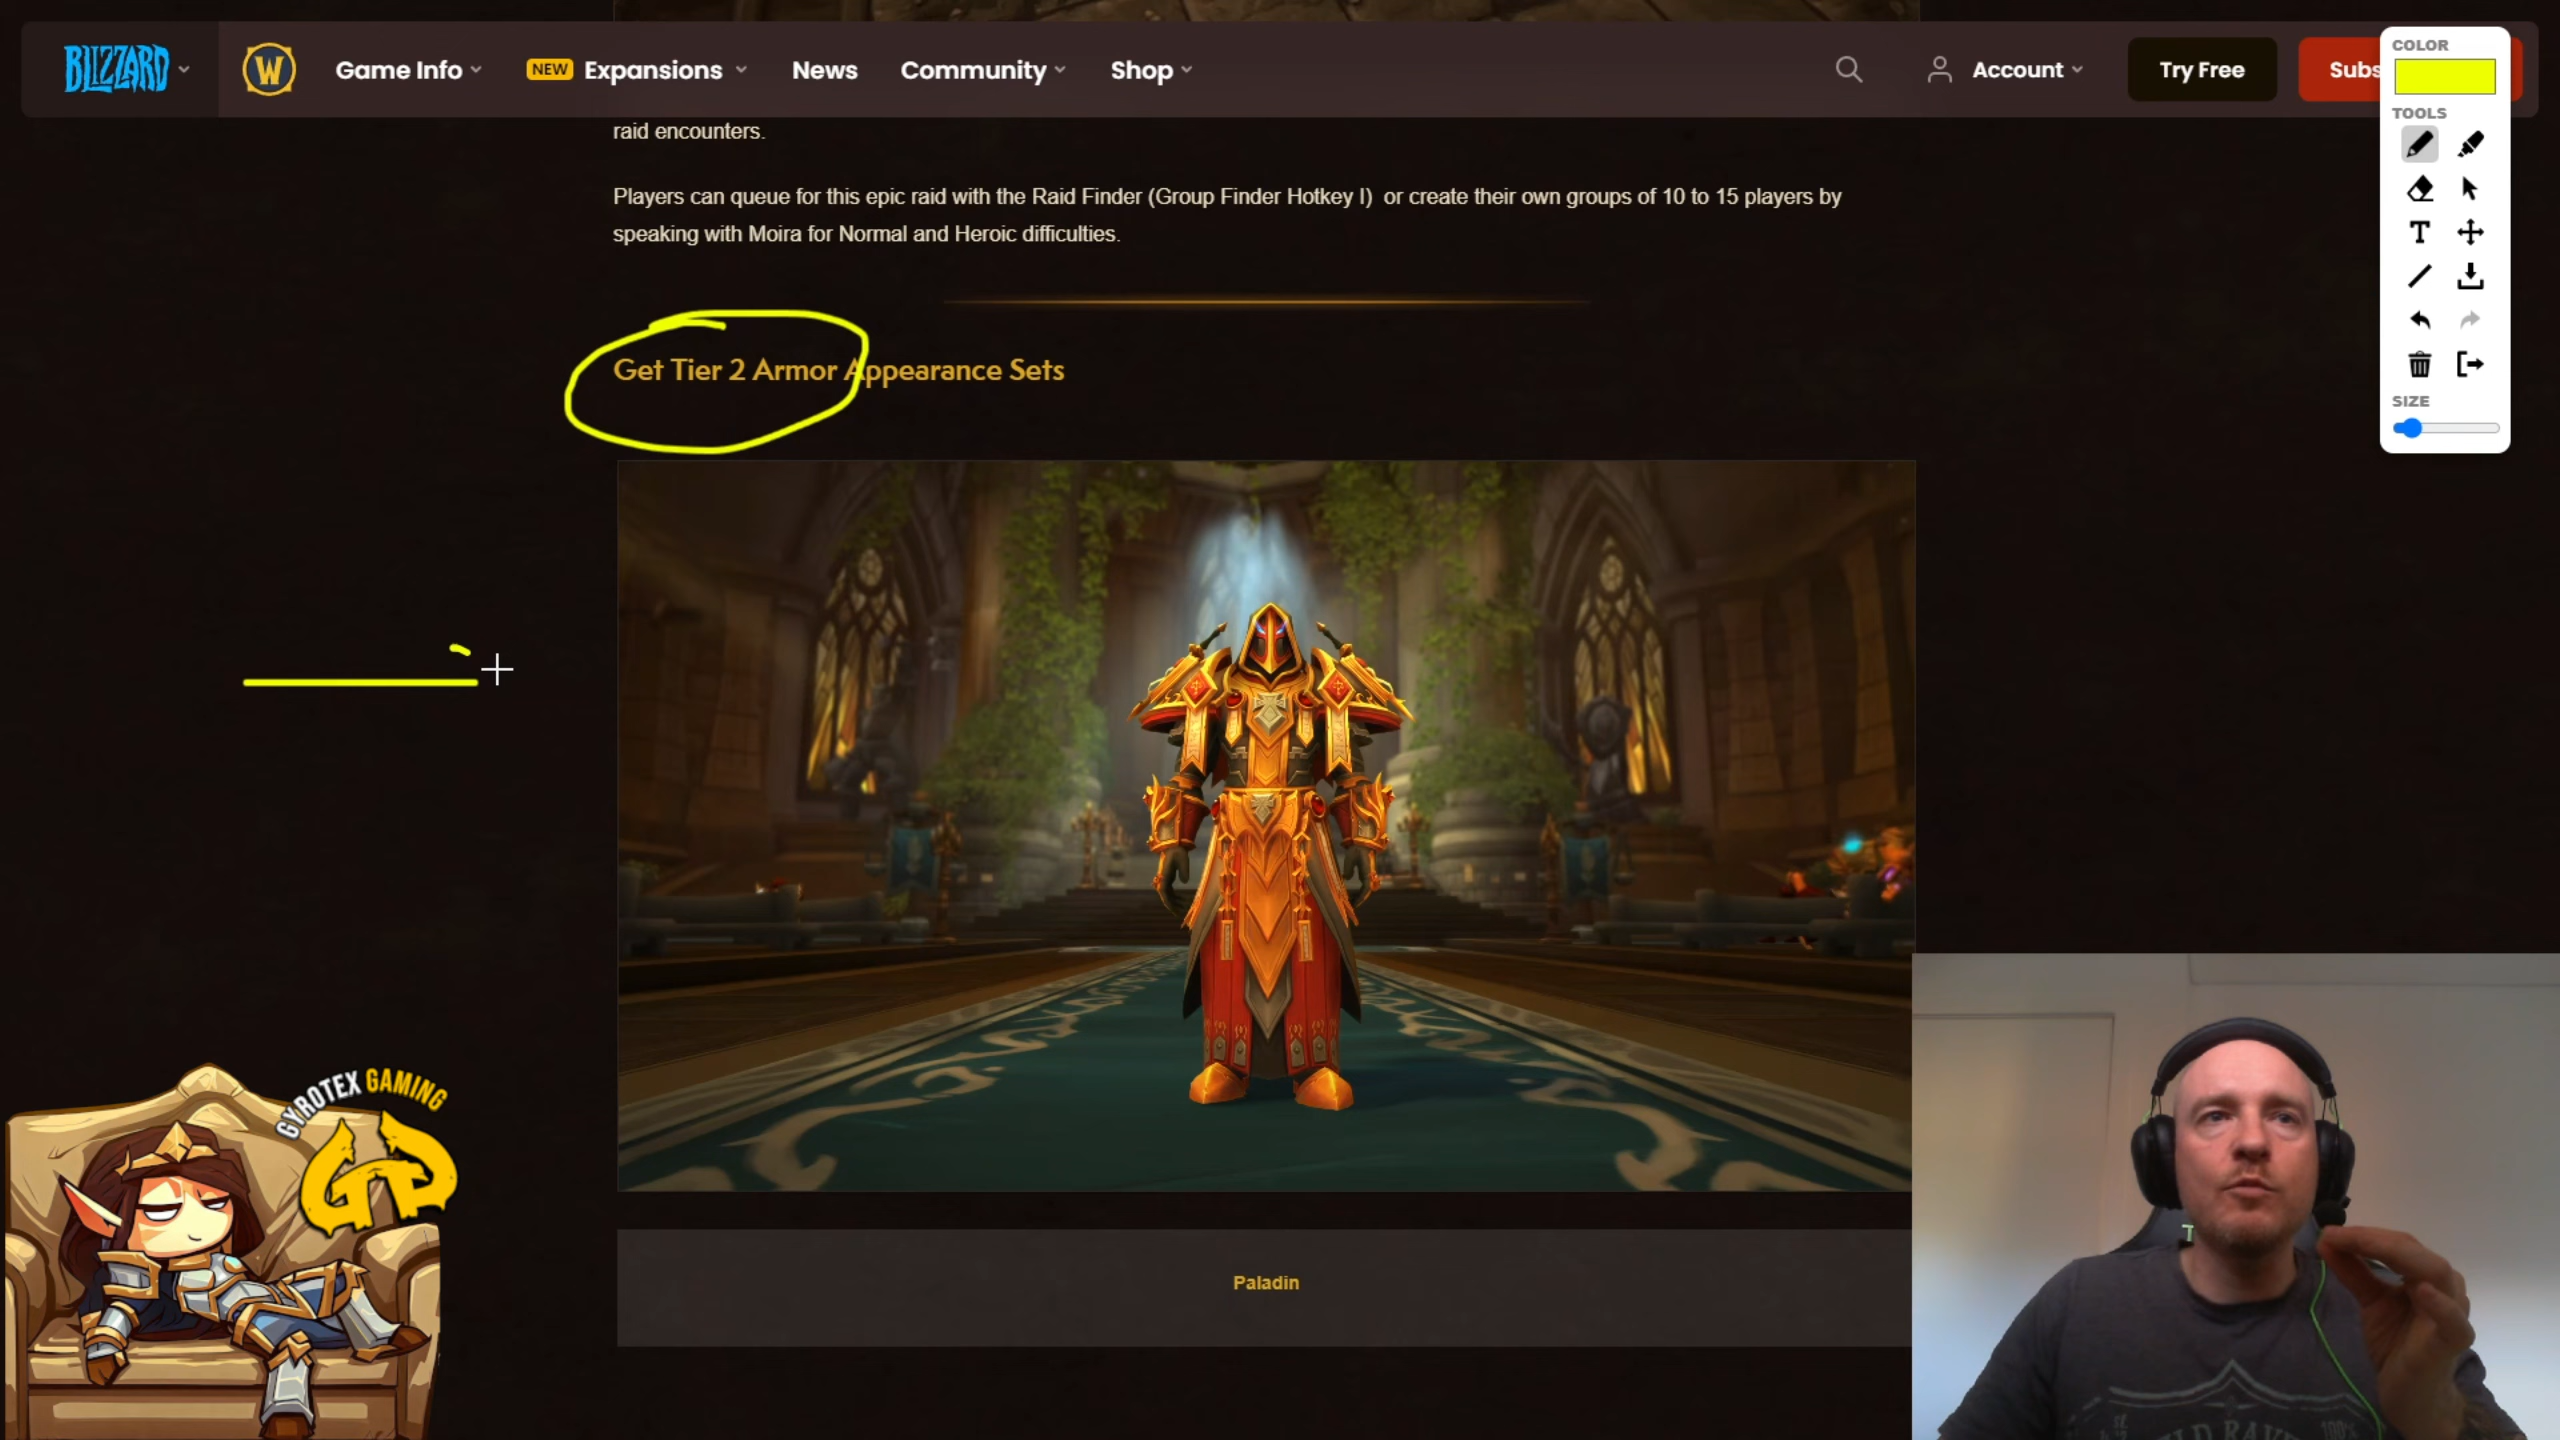 BLIZZARD
W
Game Info
NEW Expansions
News
Community
Shop
Account
Try Free
Subs
COLOR
TOOLS
T
SIZE
raid encounters.
Players can queue for this epic raid with the Raid Finder (Group Finder Hotkey I) or create their own groups of 10 to 15 players by
speaking with Moira for Normal and Heroic difficulties.
Get Tier 2 Armor Appearance Sets
GYROTEX GAMING
GG
Paladin